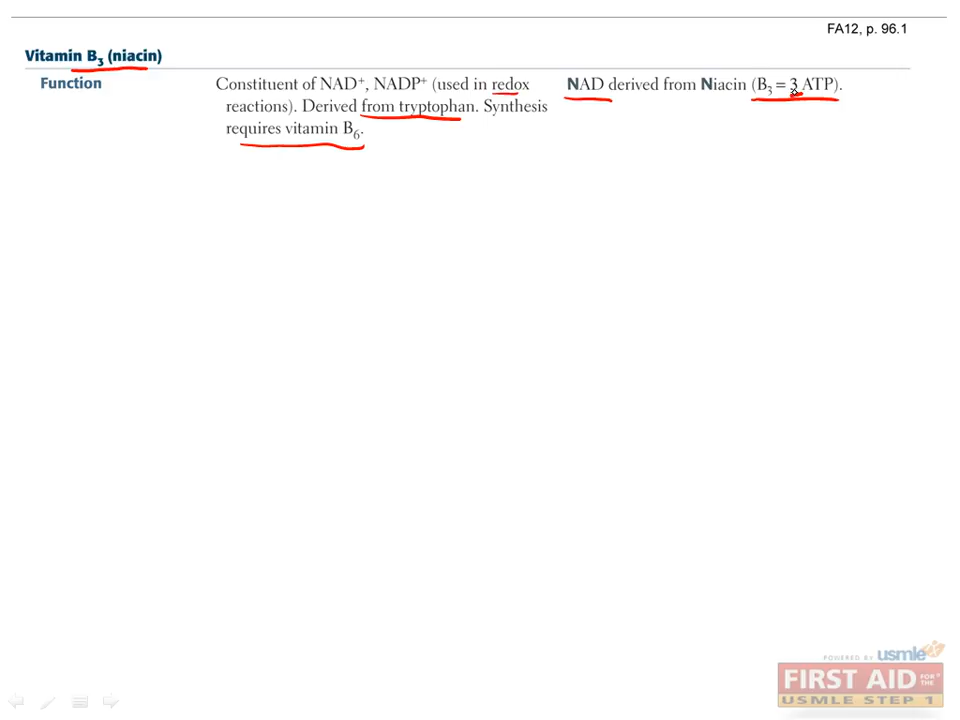 FA12, p. 96.1
Vitamin B₃ (niacin)
Function
Constituent of NAD⁺, NADP⁺ (used in redox
reactions). Derived from tryptophan. Synthesis
requires vitamin B₆.
NAD derived from Niacin (B₃ = 3 ATP).
POWERED BY usmle
FIRST AID FOR THE
USMLE STEP 1